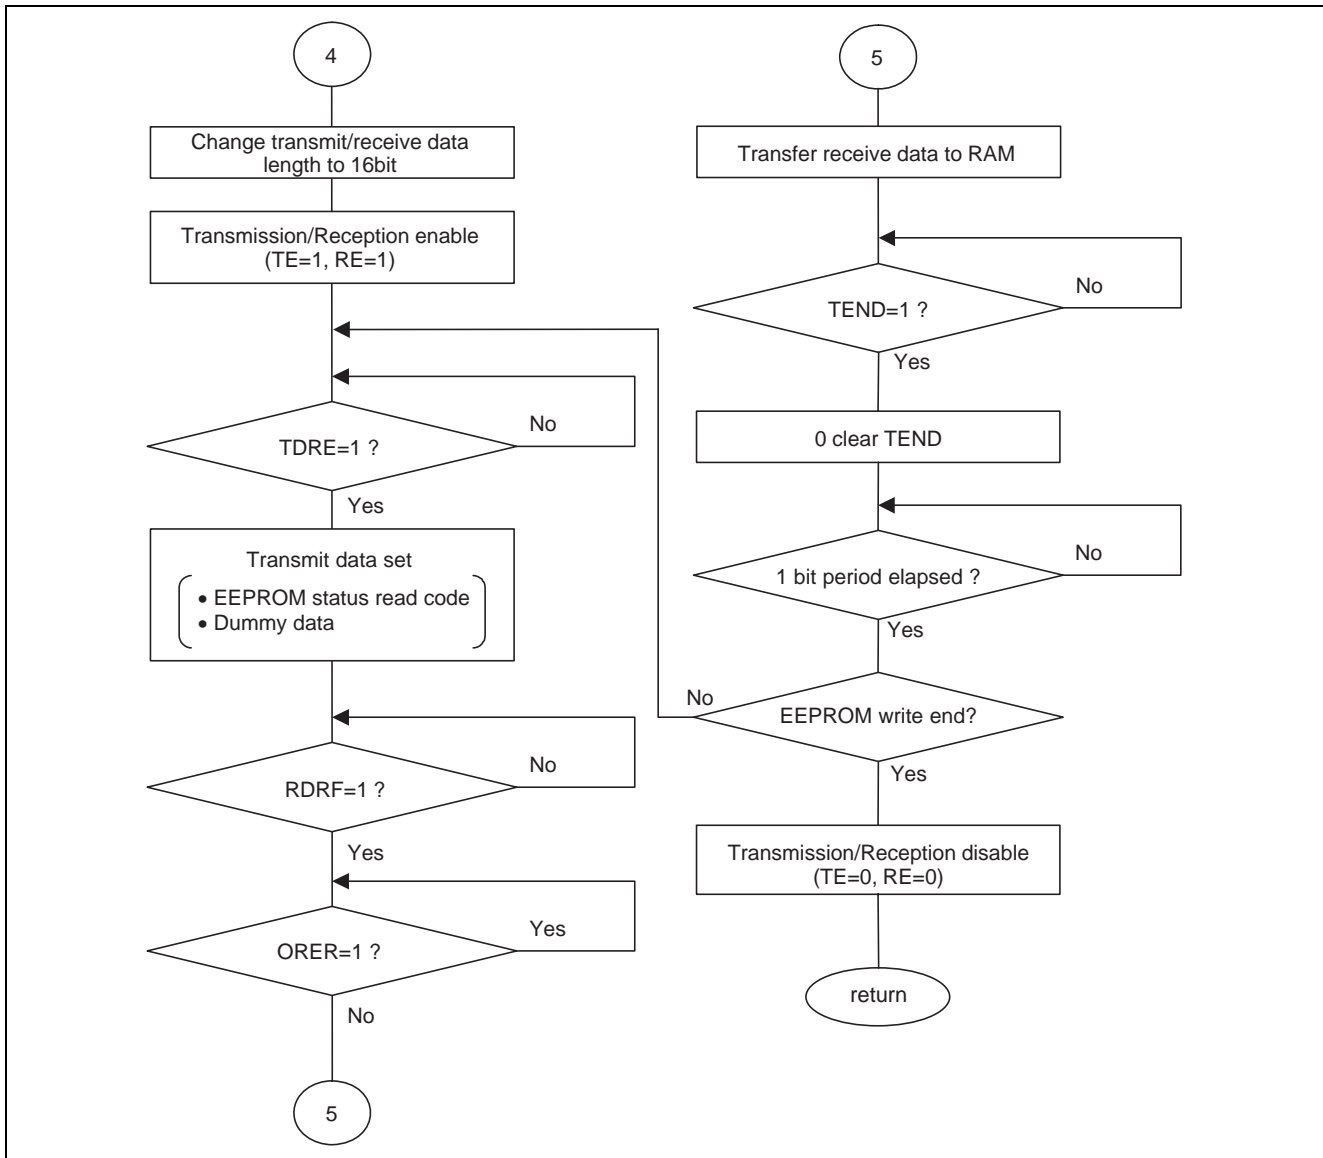 4
Change transmit/receive data
length to 16bit
Transmission/Reception enable
(TE=1, RE=1)
TDRE=1 ?
No
Yes
Transmit data set
• EEPROM status read code
• Dummy data
RDRF=1 ?
No
Yes
ORER=1 ?
Yes
No
5
5
Transfer receive data to RAM
TEND=1 ?
No
Yes
0 clear TEND
1 bit period elapsed ?
No
Yes
EEPROM write end?
No
Yes
Transmission/Reception disable
(TE=0, RE=0)
return